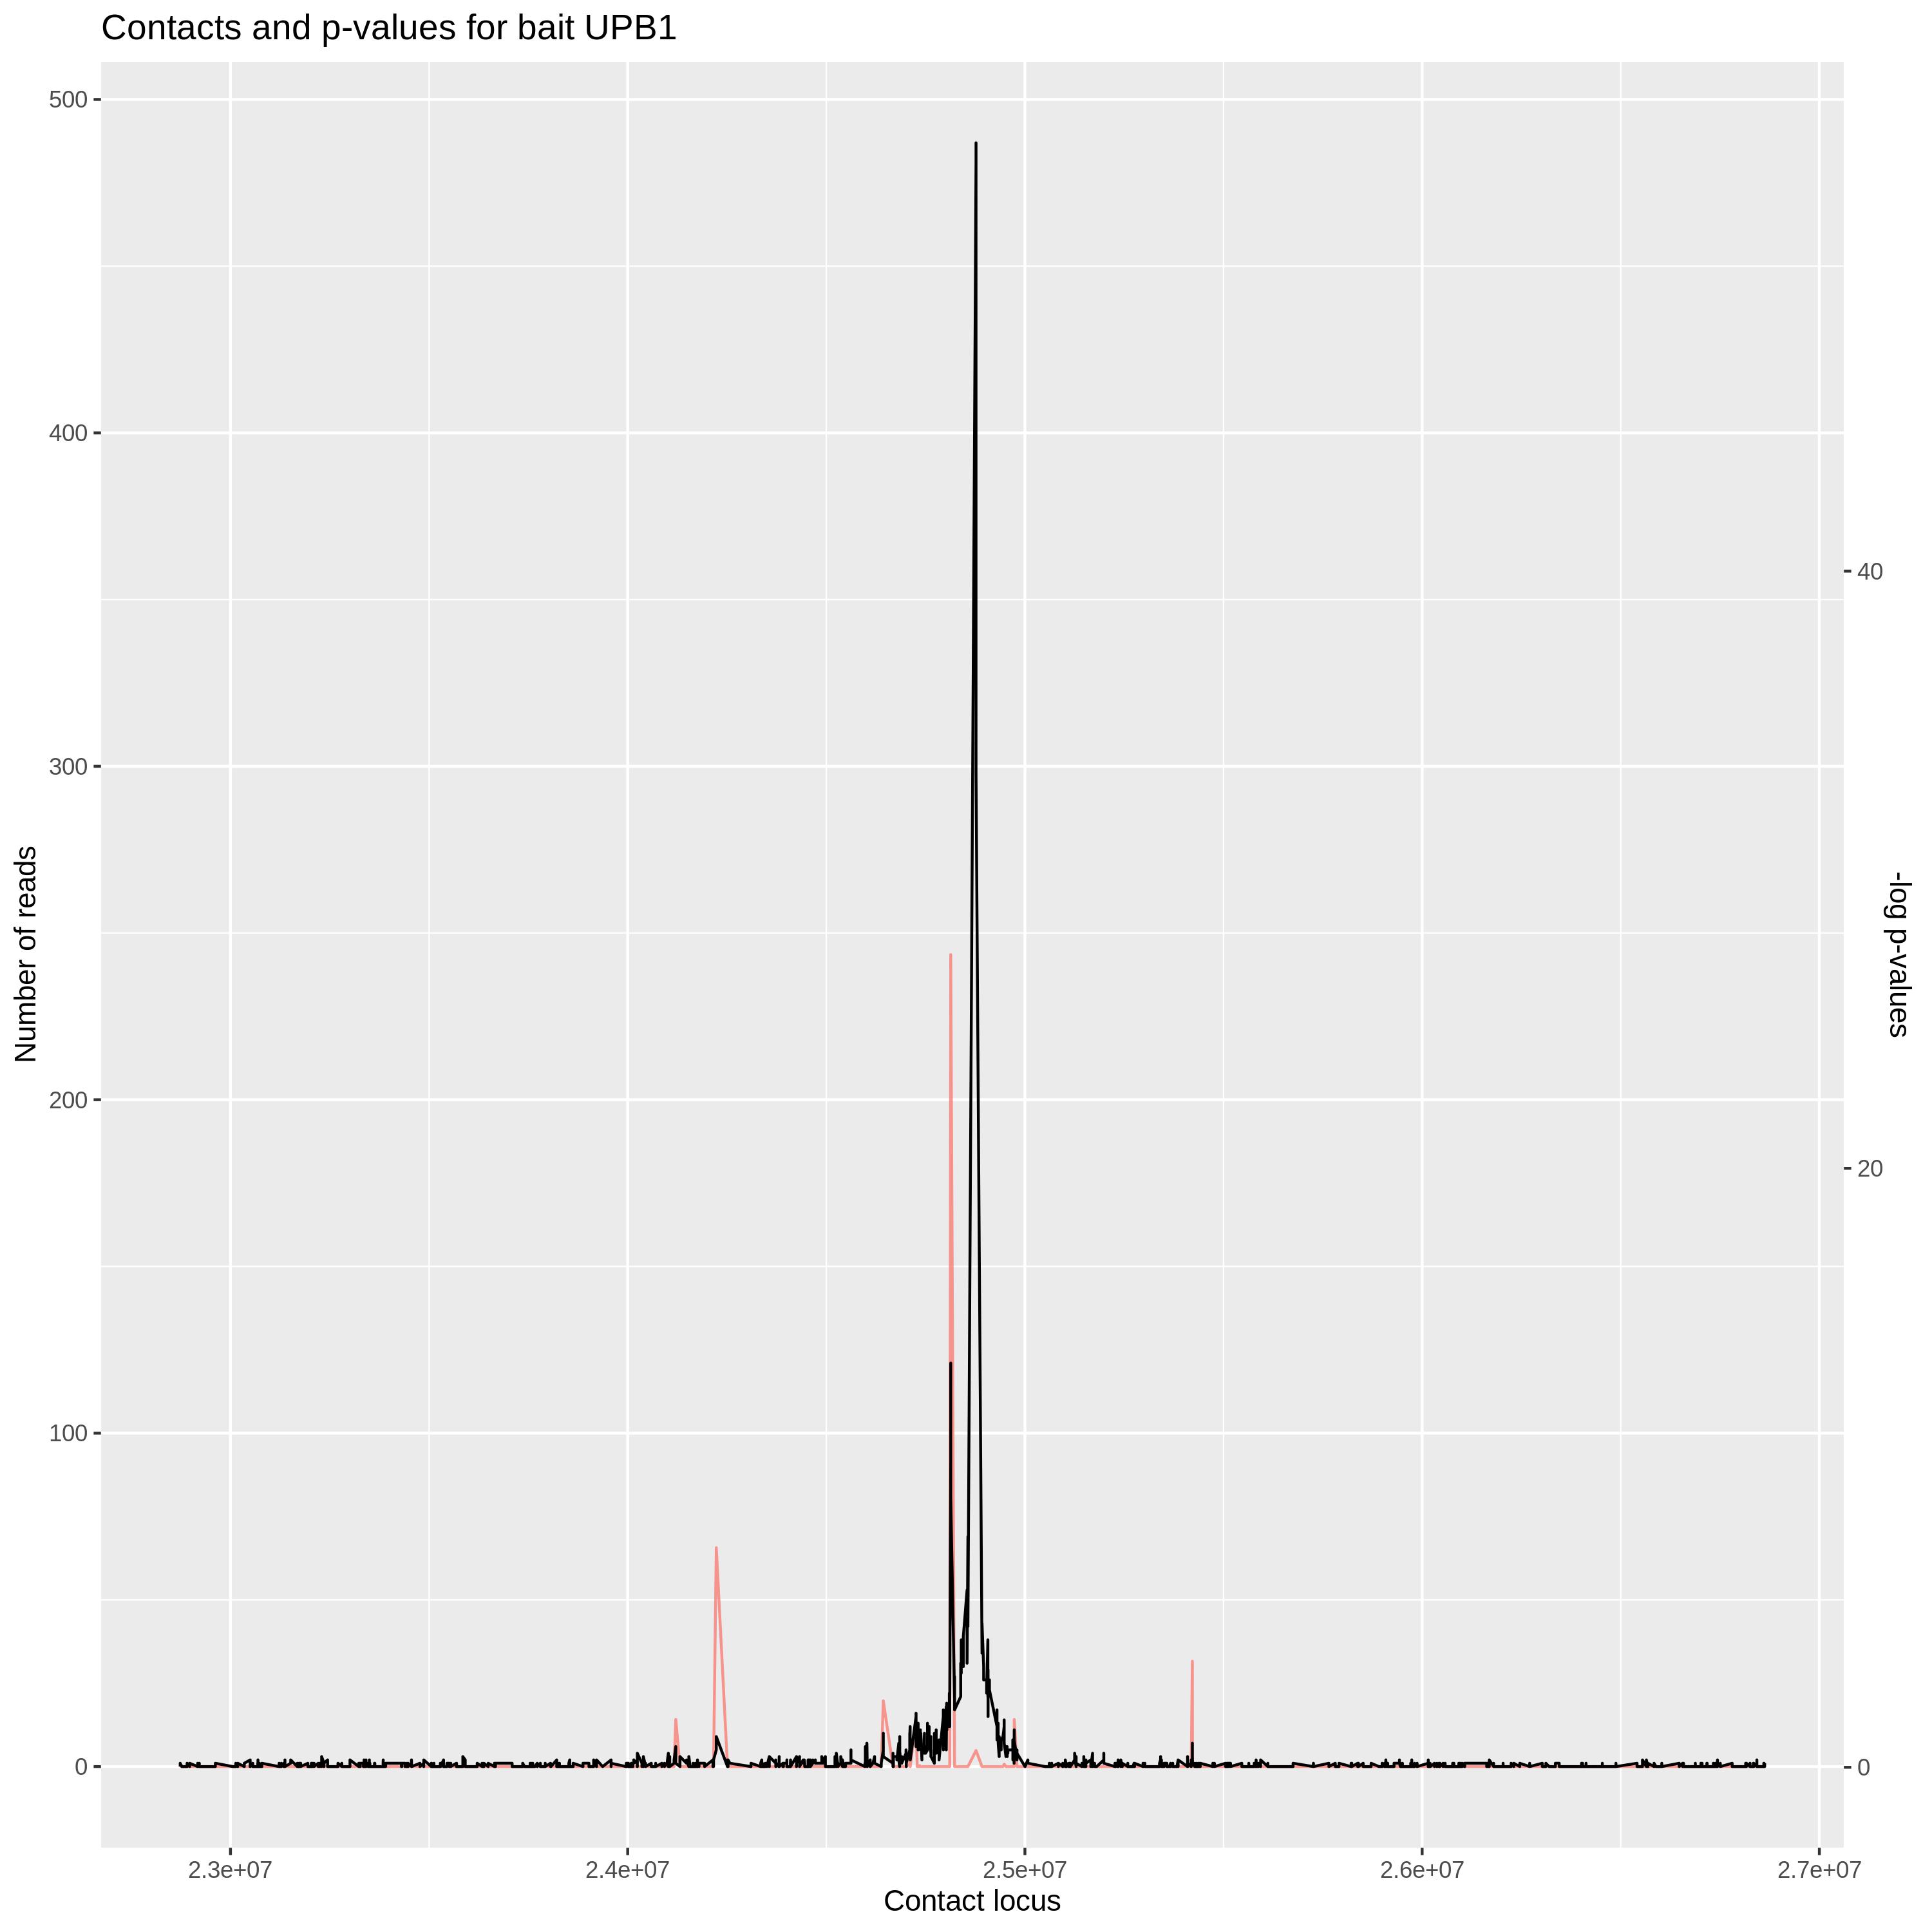 Contacts and p-values for bait UPB1
500
400
300
200
100
0
Number of reads
40
20
0
-log p-values
2.3e+07 2.4e+07 2.5e+07 2.6e+07 2.7e+07
Contact locus